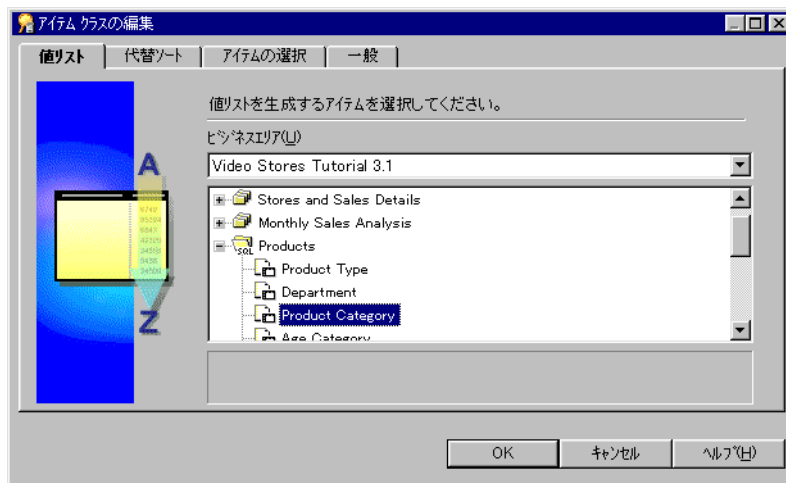 アイテム クラスの編集
値リスト 代替ソート アイテムの選択 一般
値リストを生成するアイテムを選択してください。
ビジネスエリア(U)
Video Stores Tutorial 3.1
Stores and Sales Details
Monthly Sales Analysis
SQL Products
Product Type
Department
Product Category
Age Category
A
Z
OK キャンセル ヘルプ(H)